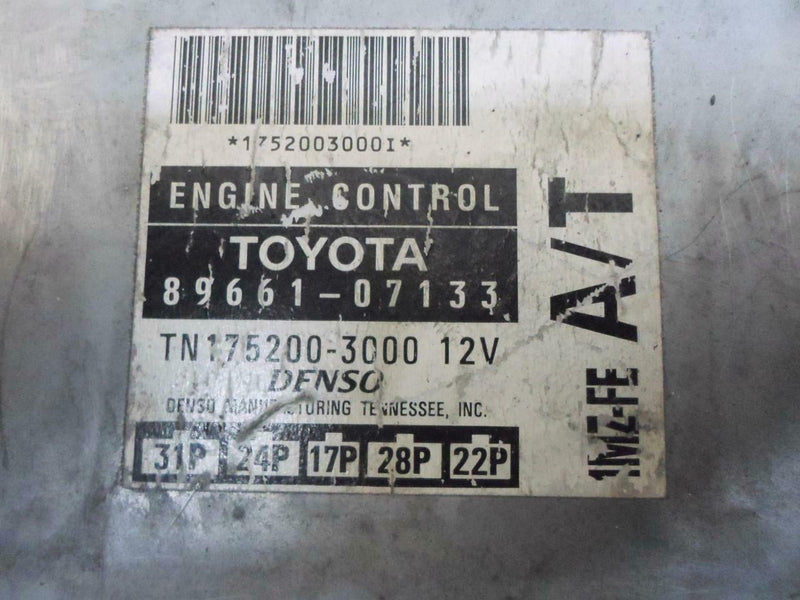 *1752003000I*
ENGINE CONTROL
TOYOTA
89661-07133
TN175200-3000 12V
DENSO
DENSO MANUFACTURING TENNESSEE, INC.
31P 24P 17P 28P 22P
A/T
1MZ-FE